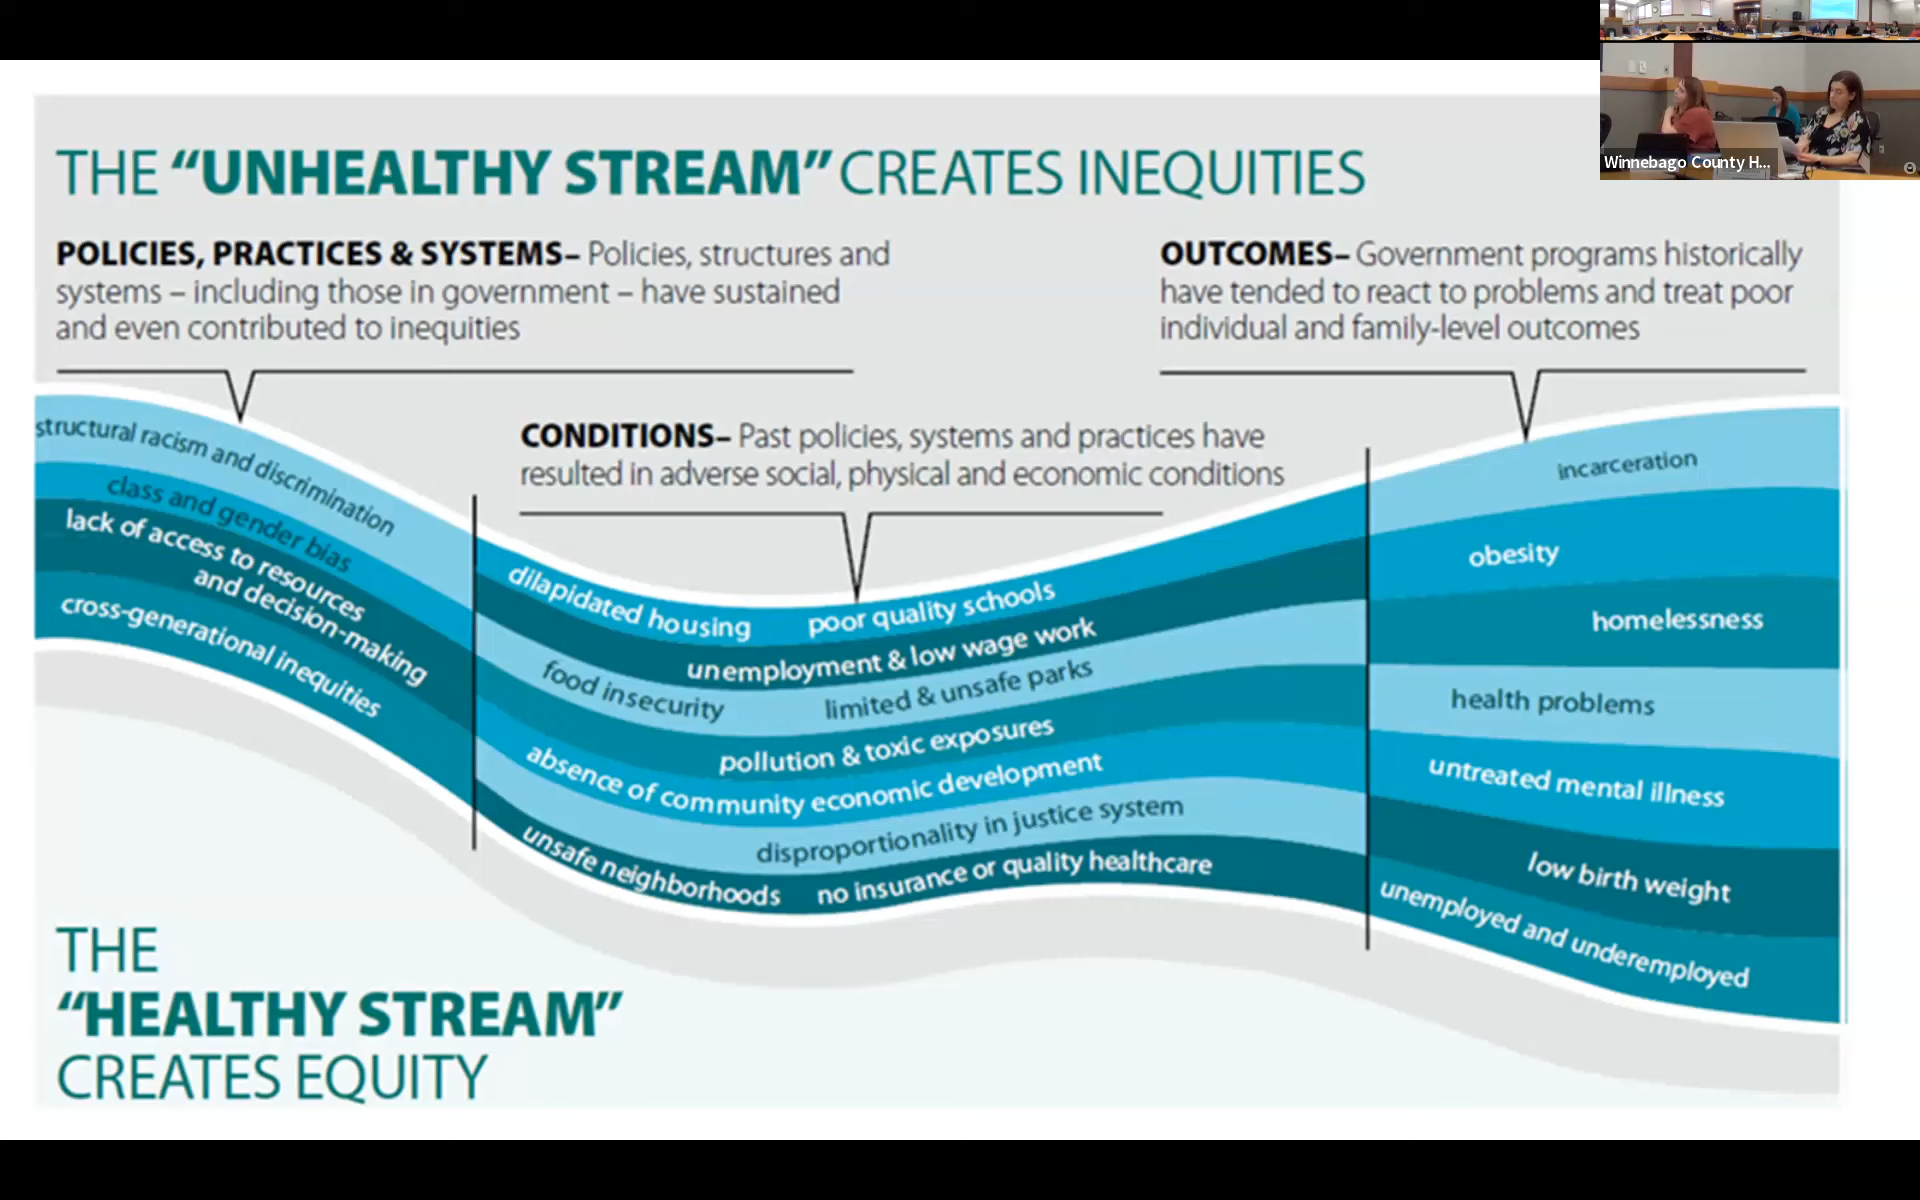 Winnebago County H...
THE “UNHEALTHY STREAM” CREATES INEQUITIES
POLICIES, PRACTICES & SYSTEMS– Policies, structures and
systems – including those in government – have sustained
and even contributed to inequities
OUTCOMES– Government programs historically
have tended to react to problems and treat poor
individual and family-level outcomes
CONDITIONS– Past policies, systems and practices have
resulted in adverse social, physical and economic conditions
structural racism and discrimination
class and gender bias
lack of access to resources
and decision-making
cross-generational inequities
dilapidated housing
poor quality schools
unemployment & low wage work
food insecurity
limited & unsafe parks
pollution & toxic exposures
absence of community economic development
disproportionality in justice system
unsafe neighborhoods
no insurance or quality healthcare
incarceration
obesity
homelessness
health problems
untreated mental illness
low birth weight
unemployed and underemployed
THE
“HEALTHY STREAM”
CREATES EQUITY